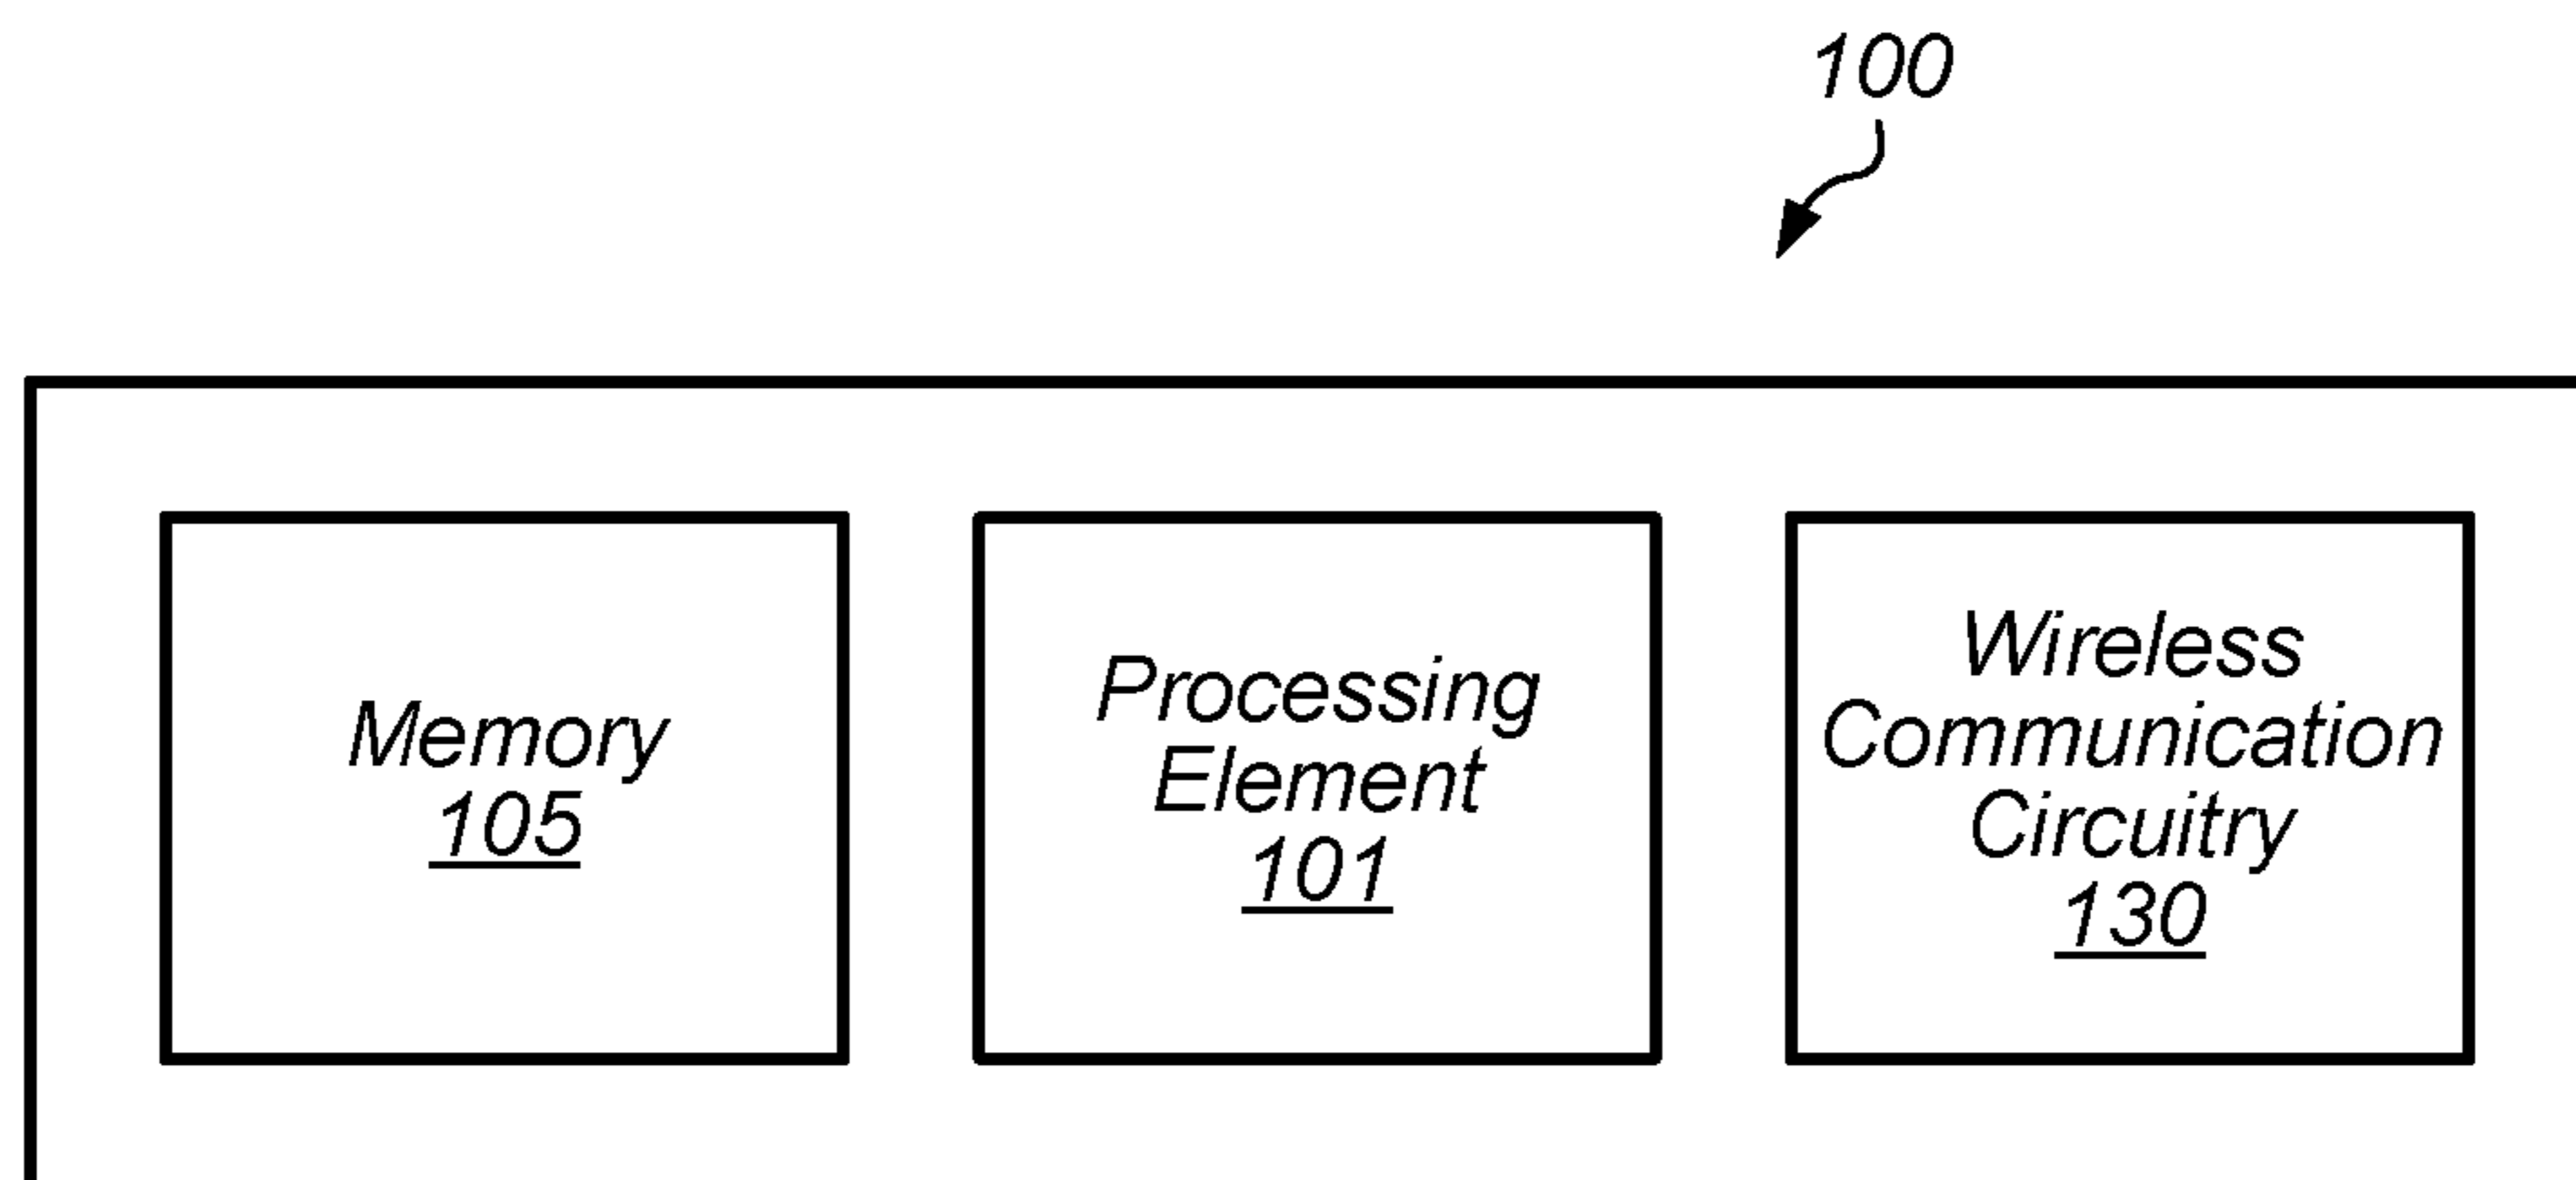 100
Memory
105
Processing
Element
101
Wireless
Communication
Circuitry
130